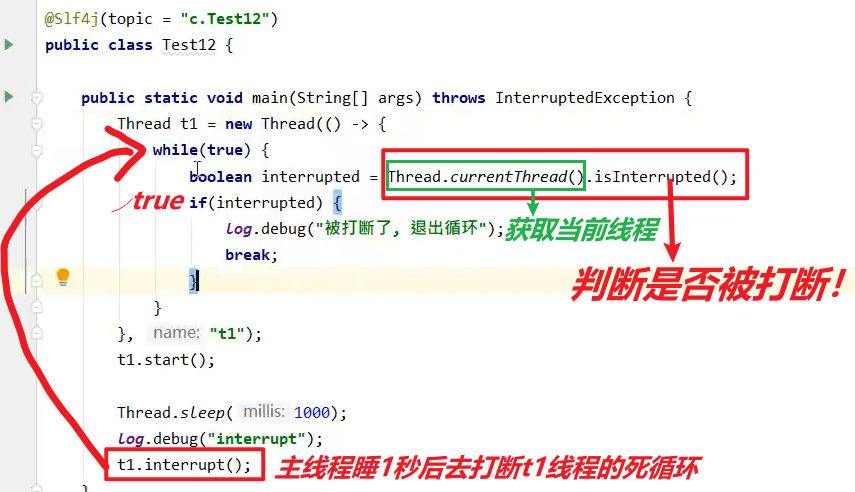 @Slf4j(topic = "c.Test12")
public class Test12 {
public static void main(String[] args) throws InterruptedException {
Thread t1 = new Thread(() -> {
while(true) {
boolean interrupted = Thread.currentThread().isInterrupted();
true
if(interrupted) {
log.debug("被打断了, 退出循环");
获取当前线程
break;
判断是否被打断！
}
}
}, name: "t1");
t1.start();
Thread.sleep( millis: 1000);
log.debug("interrupt");
t1.interrupt();
主线程睡1秒后去打断t1线程的死循环